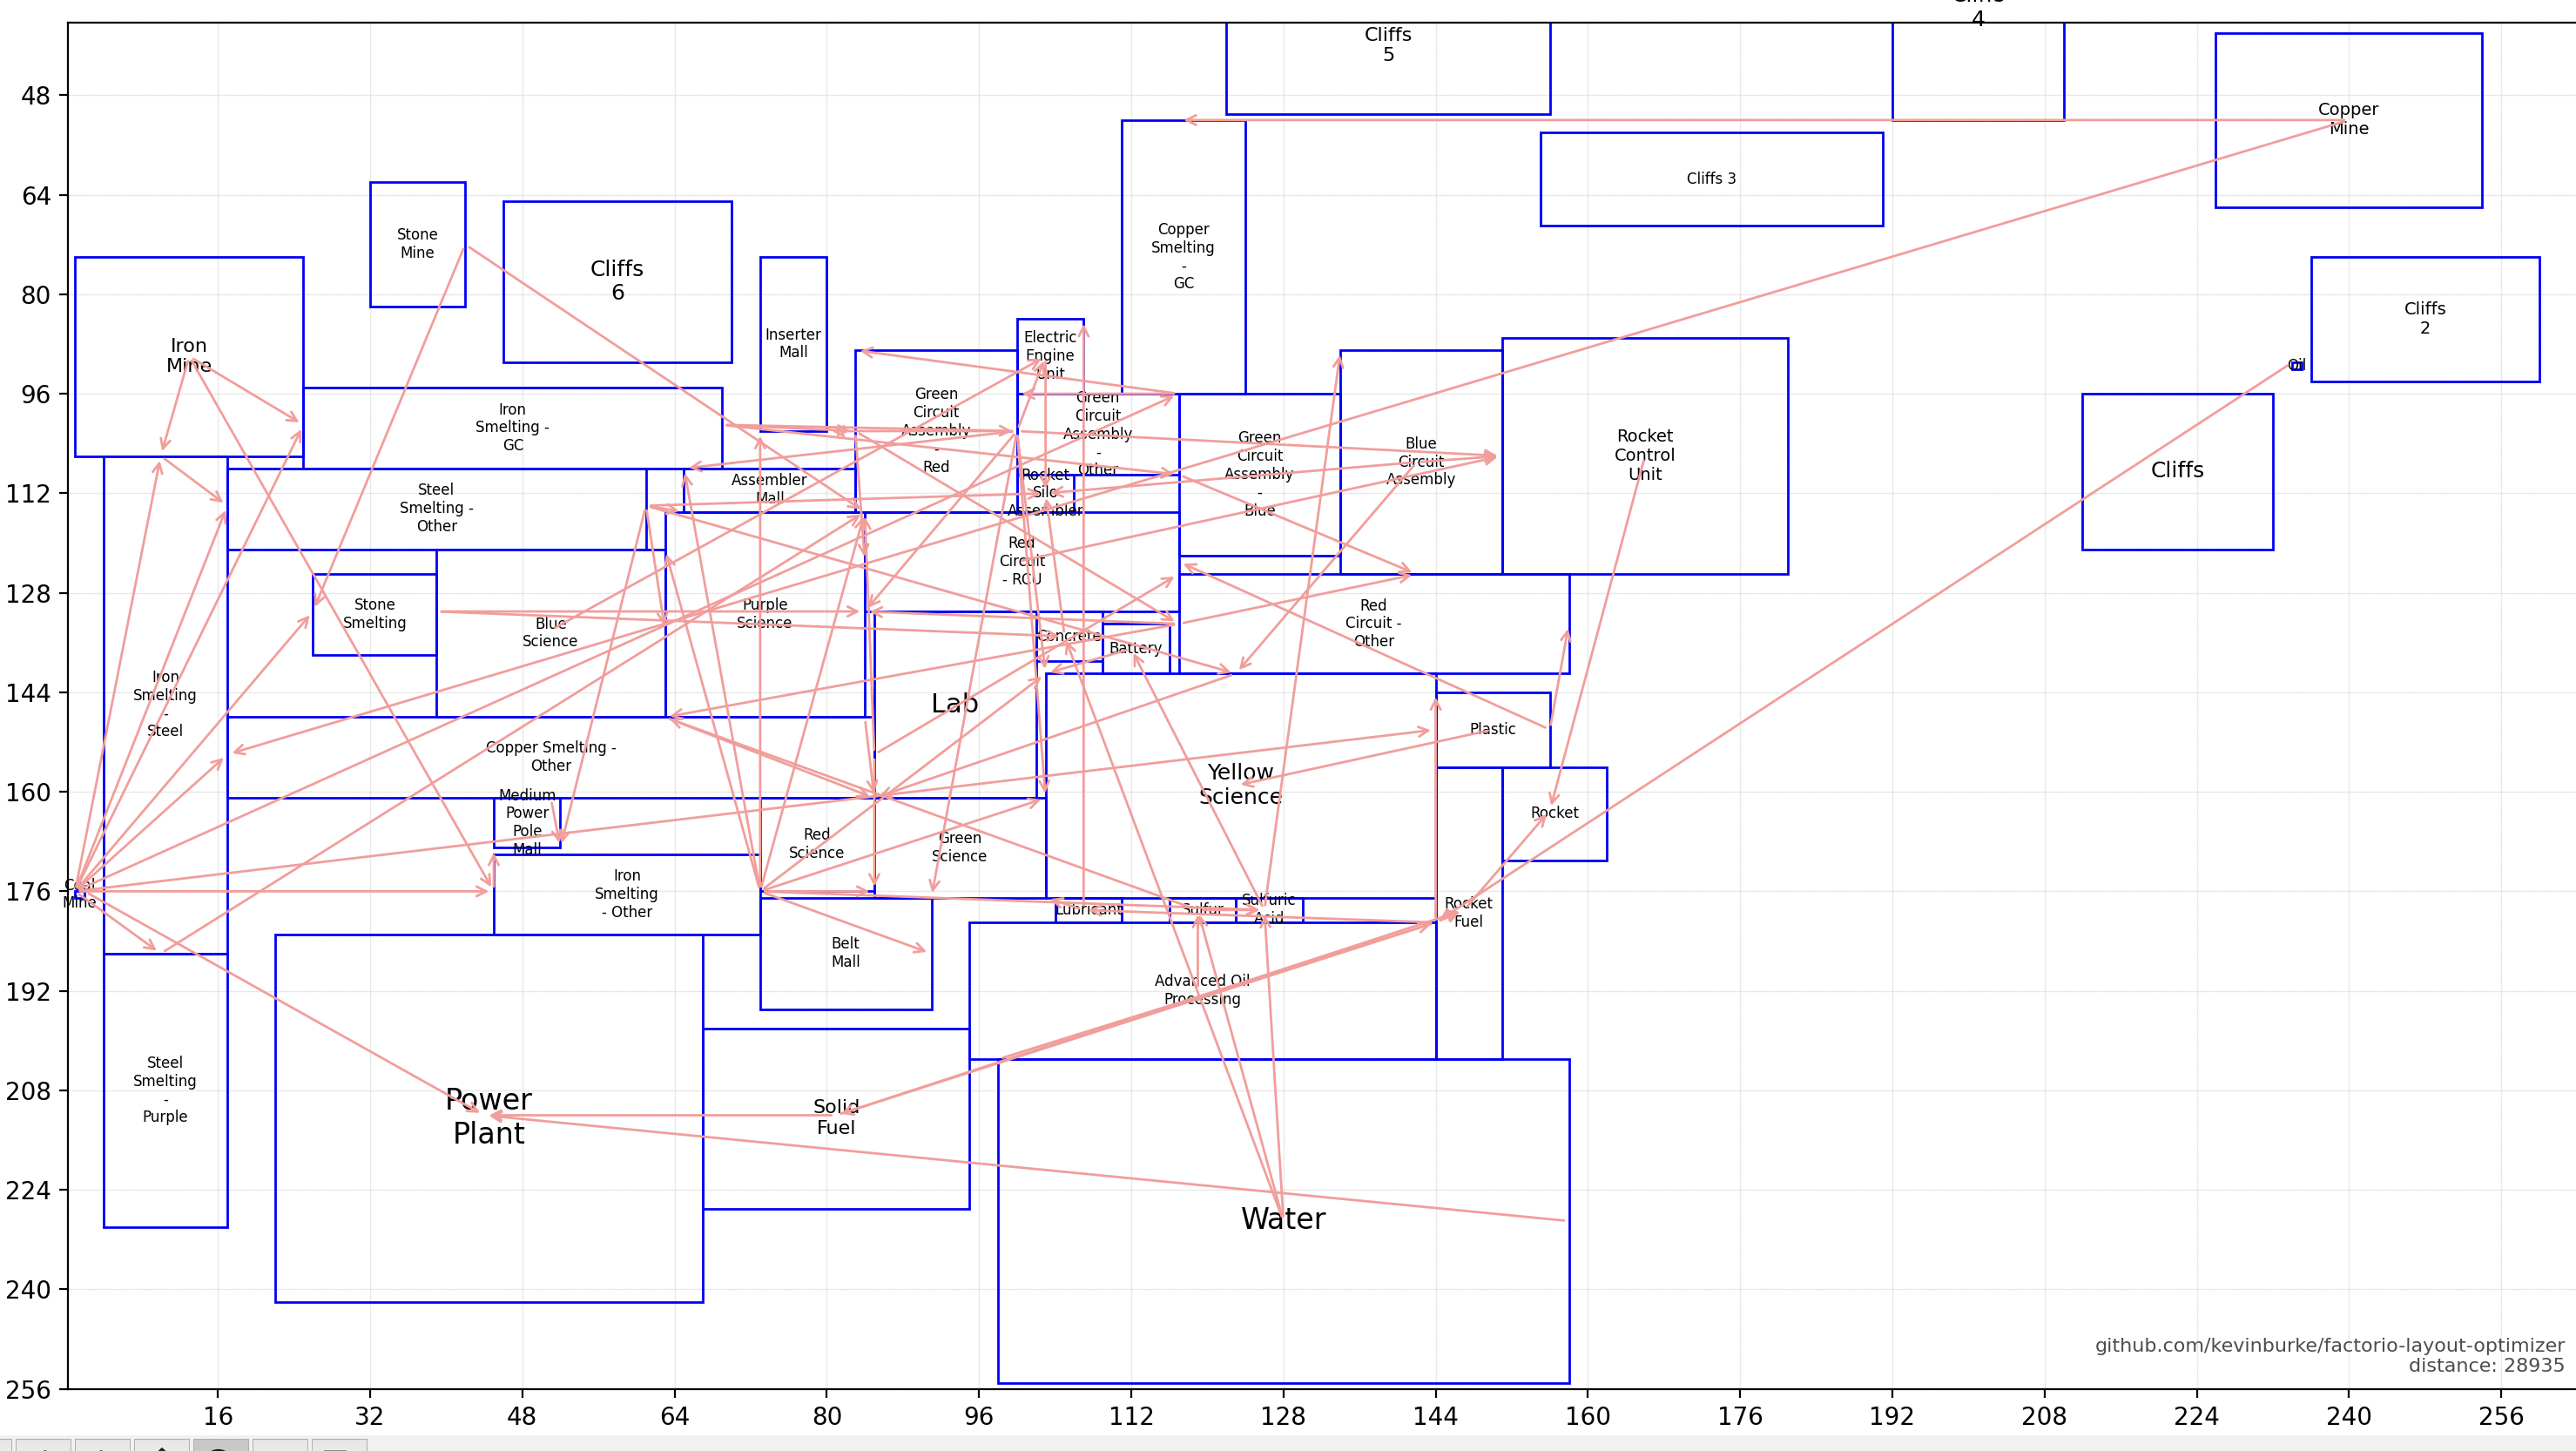 4
Cliffs
5
Copper
Mine
48
Cliffs 3
64
Stone
Mine
Cliffs
6
Copper
Smelting
-
GC
80
Cliffs
2
Iron
Mine
Inserter
Mall
Electric
Engine
Unit
Oil
96
Iron
Smelting -
GC
Green
Circuit
Assembly
-
Red
Green
Circuit
Assembly
-
Other
Green
Circuit
Assembly
-
Blue
Blue
Circuit
Assembly
Rocket
Control
Unit
Cliffs
112
Steel
Smelting -
Other
Assembler
Mall
Rocket
Silo
Assembler
Red
Circuit
- RCU
128
Stone
Smelting
Blue
Science
Purple
Science
Concrete
Battery
Red
Circuit -
Other
144
Iron
Smelting
-
Steel
Lab
Plastic
Copper Smelting -
Other
160
Yellow
Science
Medium
Power
Pole
Mall
Red
Science
Green
Science
Rocket
176
Coal
Mine
Iron
Smelting
- Other
Lubricant
Sulfur
Sulfuric
Acid
Rocket
Fuel
Belt
Mall
192
Advanced Oil
Processing
208
Steel
Smelting
-
Purple
Power
Plant
Solid
Fuel
224
Water
240
github.com/kevinburke/factorio-layout-optimizer
distance: 28935
256
16 32 48 64 80 96 112 128 144 160 176 192 208 224 240 256